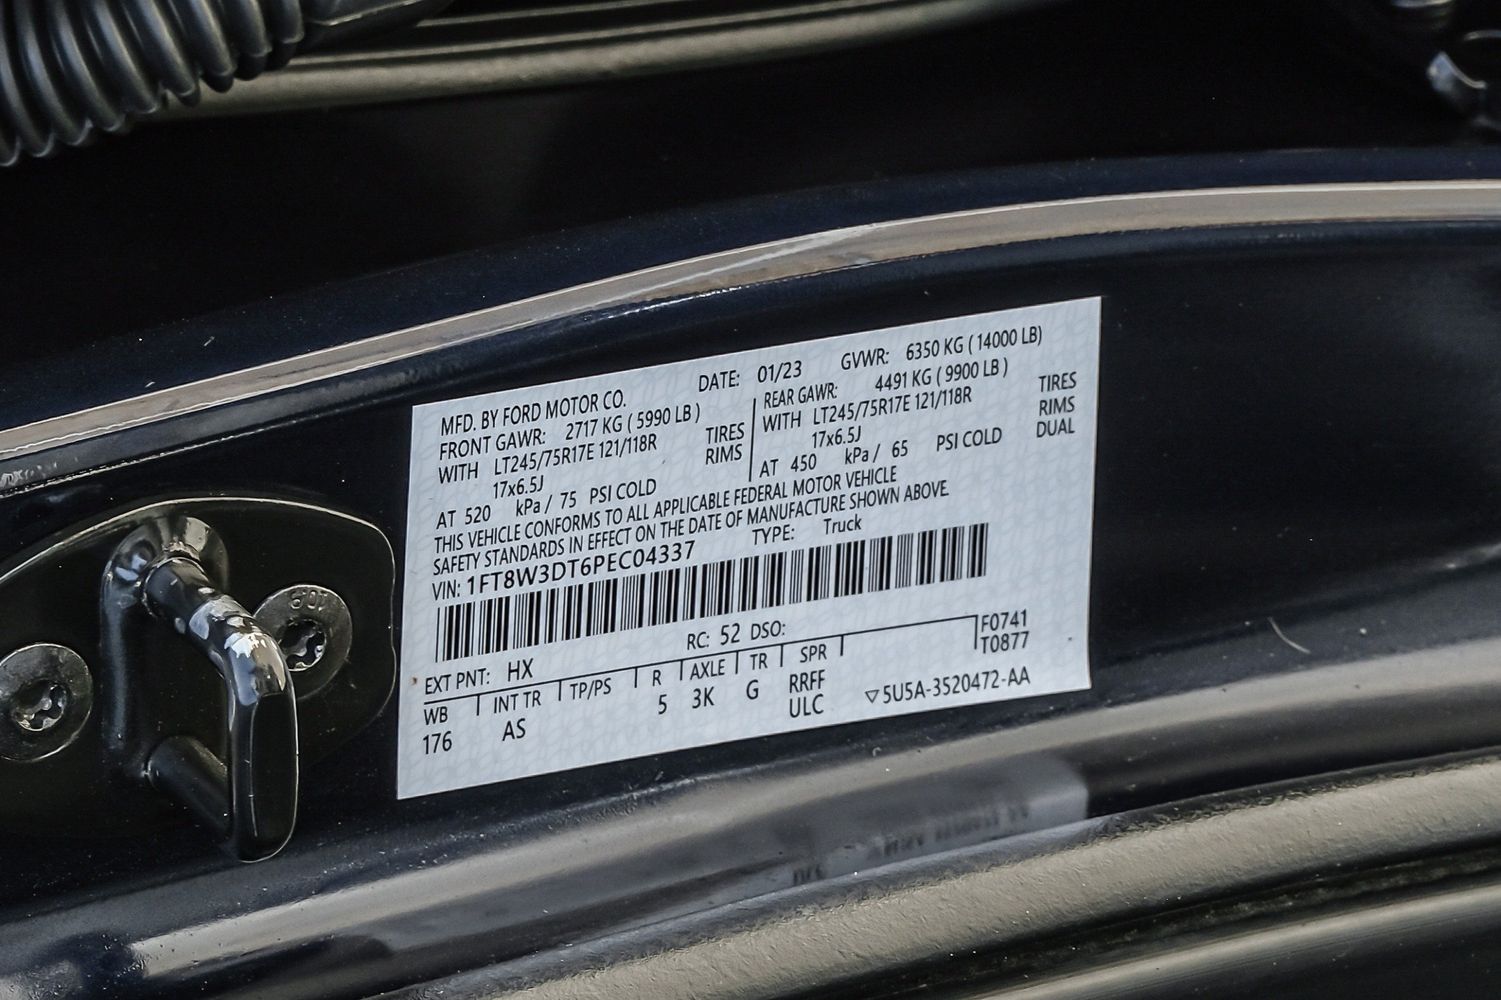 MFD. BY FORD MOTOR CO. DATE: 01/23 GVWR: 6350 KG ( 14000 LB)
FRONT GAWR: 2717 KG ( 5990 LB ) REAR GAWR: 4491 KG ( 9900 LB )
WITH LT245/75R17E 121/118R TIRES WITH LT245/75R17E 121/118R TIRES
17x6.5J RIMS 17x6.5J RIMS
AT 520 kPa / 75 PSI COLD AT 450 kPa / 65 PSI COLD DUAL
THIS VEHICLE CONFORMS TO ALL APPLICABLE FEDERAL MOTOR VEHICLE
SAFETY STANDARDS IN EFFECT ON THE DATE OF MANUFACTURE SHOWN ABOVE.
VIN: 1FT8W3DT6PEC04337 TYPE: Truck
EXT PNT: HX RC: 52 DSO: F0741
WB INT TR TP/PS R AXLE TR SPR T0877
176 AS 5 3K G RRFF
ULC ▽5U5A-3520472-AA